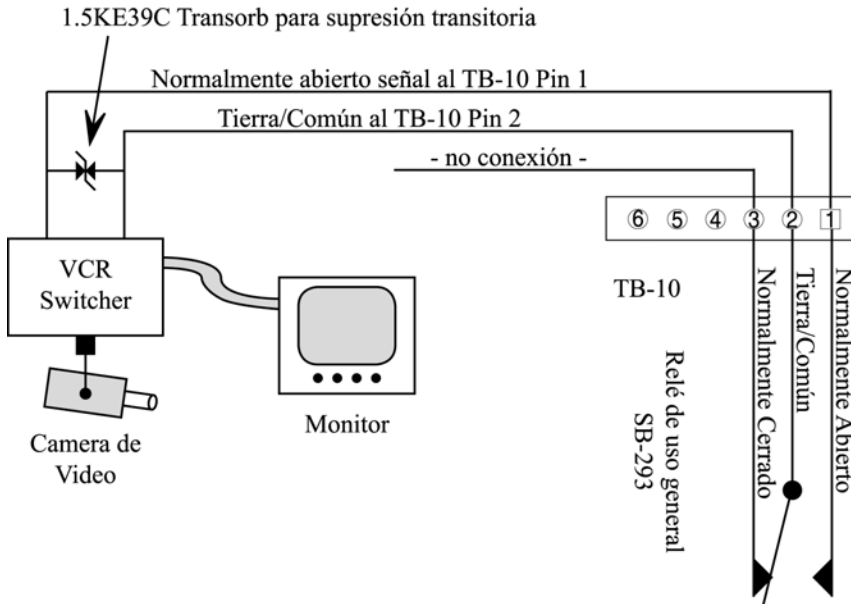 1.5KE39C Transorb para supresión transitoria
Normalmente abierto señal al TB-10 Pin 1
Tierra/Común al TB-10 Pin 2
- no conexión -
6 5 4 3 2 1
VCR
Switcher
TB-10
Normalmente Cerrado
Tierra/Común
Normalmente Abierto
Relé de uso general
SB-293
Monitor
Camera de
Video